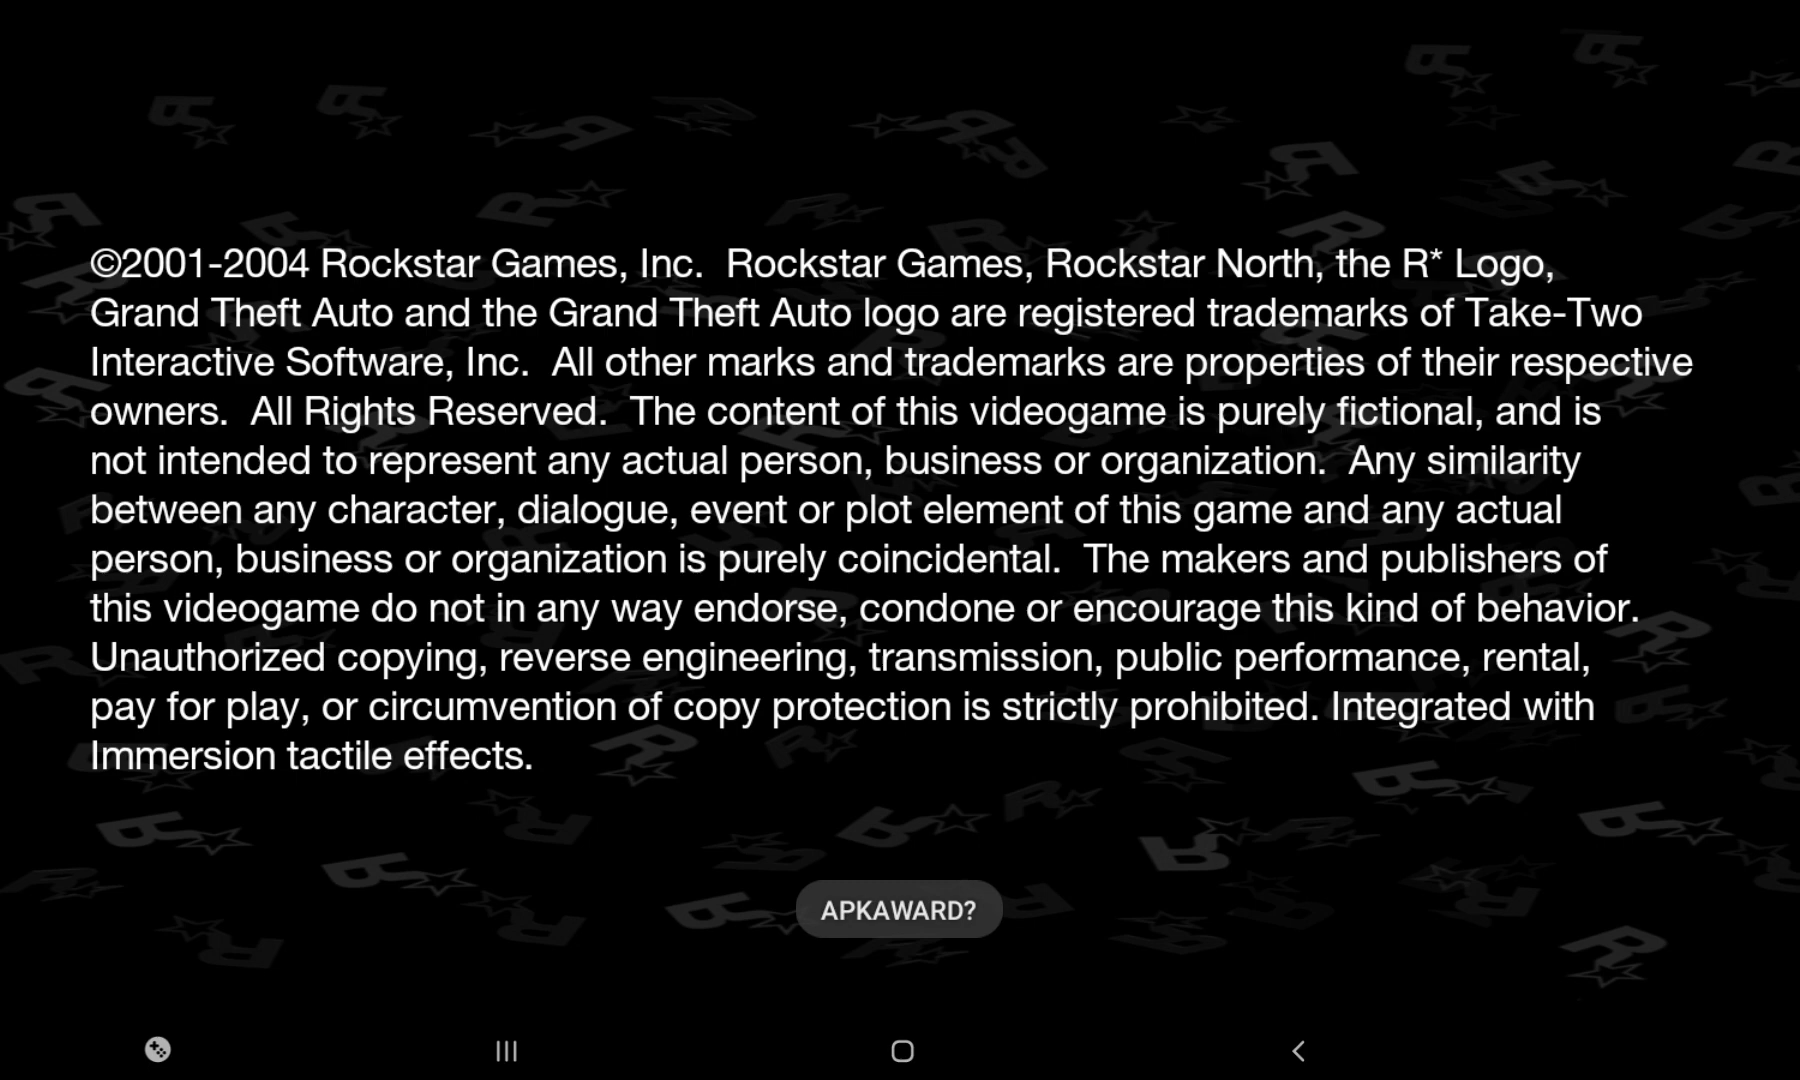 ©2001-2004 Rockstar Games, Inc.  Rockstar Games, Rockstar North, the R* Logo,
Grand Theft Auto and the Grand Theft Auto logo are registered trademarks of Take-Two
Interactive Software, Inc.  All other marks and trademarks are properties of their respective
owners.  All Rights Reserved.  The content of this videogame is purely fictional, and is
not intended to represent any actual person, business or organization.  Any similarity
between any character, dialogue, event or plot element of this game and any actual
person, business or organization is purely coincidental.  The makers and publishers of
this videogame do not in any way endorse, condone or encourage this kind of behavior.
Unauthorized copying, reverse engineering, transmission, public performance, rental,
pay for play, or circumvention of copy protection is strictly prohibited. Integrated with
Immersion tactile effects.
APKAWARD?